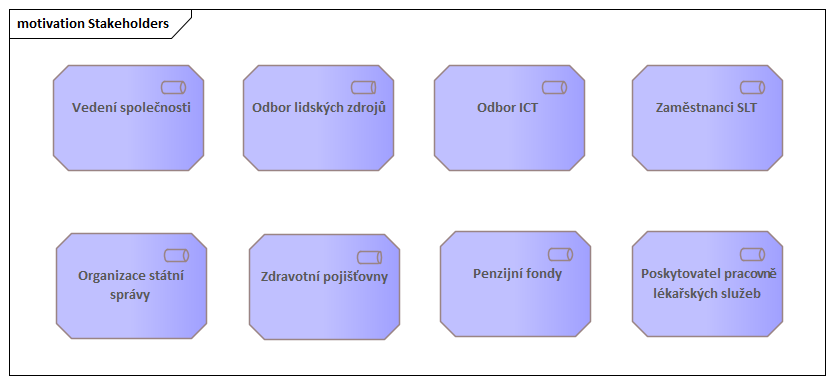 motivation Stakeholders
Vedení společnosti
Odbor lidských zdrojů
Odbor ICT
Zaměstnanci SLT
Organizace státní
správy
Zdravotní pojišťovny
Penzijní fondy
Poskytovatel pracovně
lékařských služeb